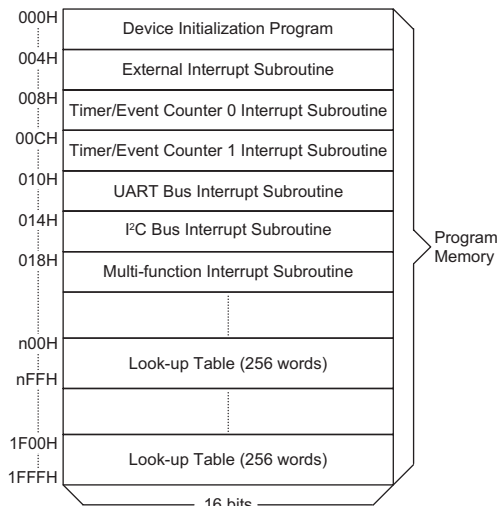 000H
Device Initialization Program
004H
External Interrupt Subroutine
008H
Timer/Event Counter 0 Interrupt Subroutine
00CH
Timer/Event Counter 1 Interrupt Subroutine
010H
UART Bus Interrupt Subroutine
014H
I²C Bus Interrupt Subroutine
018H
Multi-function Interrupt Subroutine
Program
Memory
n00H
Look-up Table (256 words)
nFFH
1F00H
Look-up Table (256 words)
1FFFH
16 bits